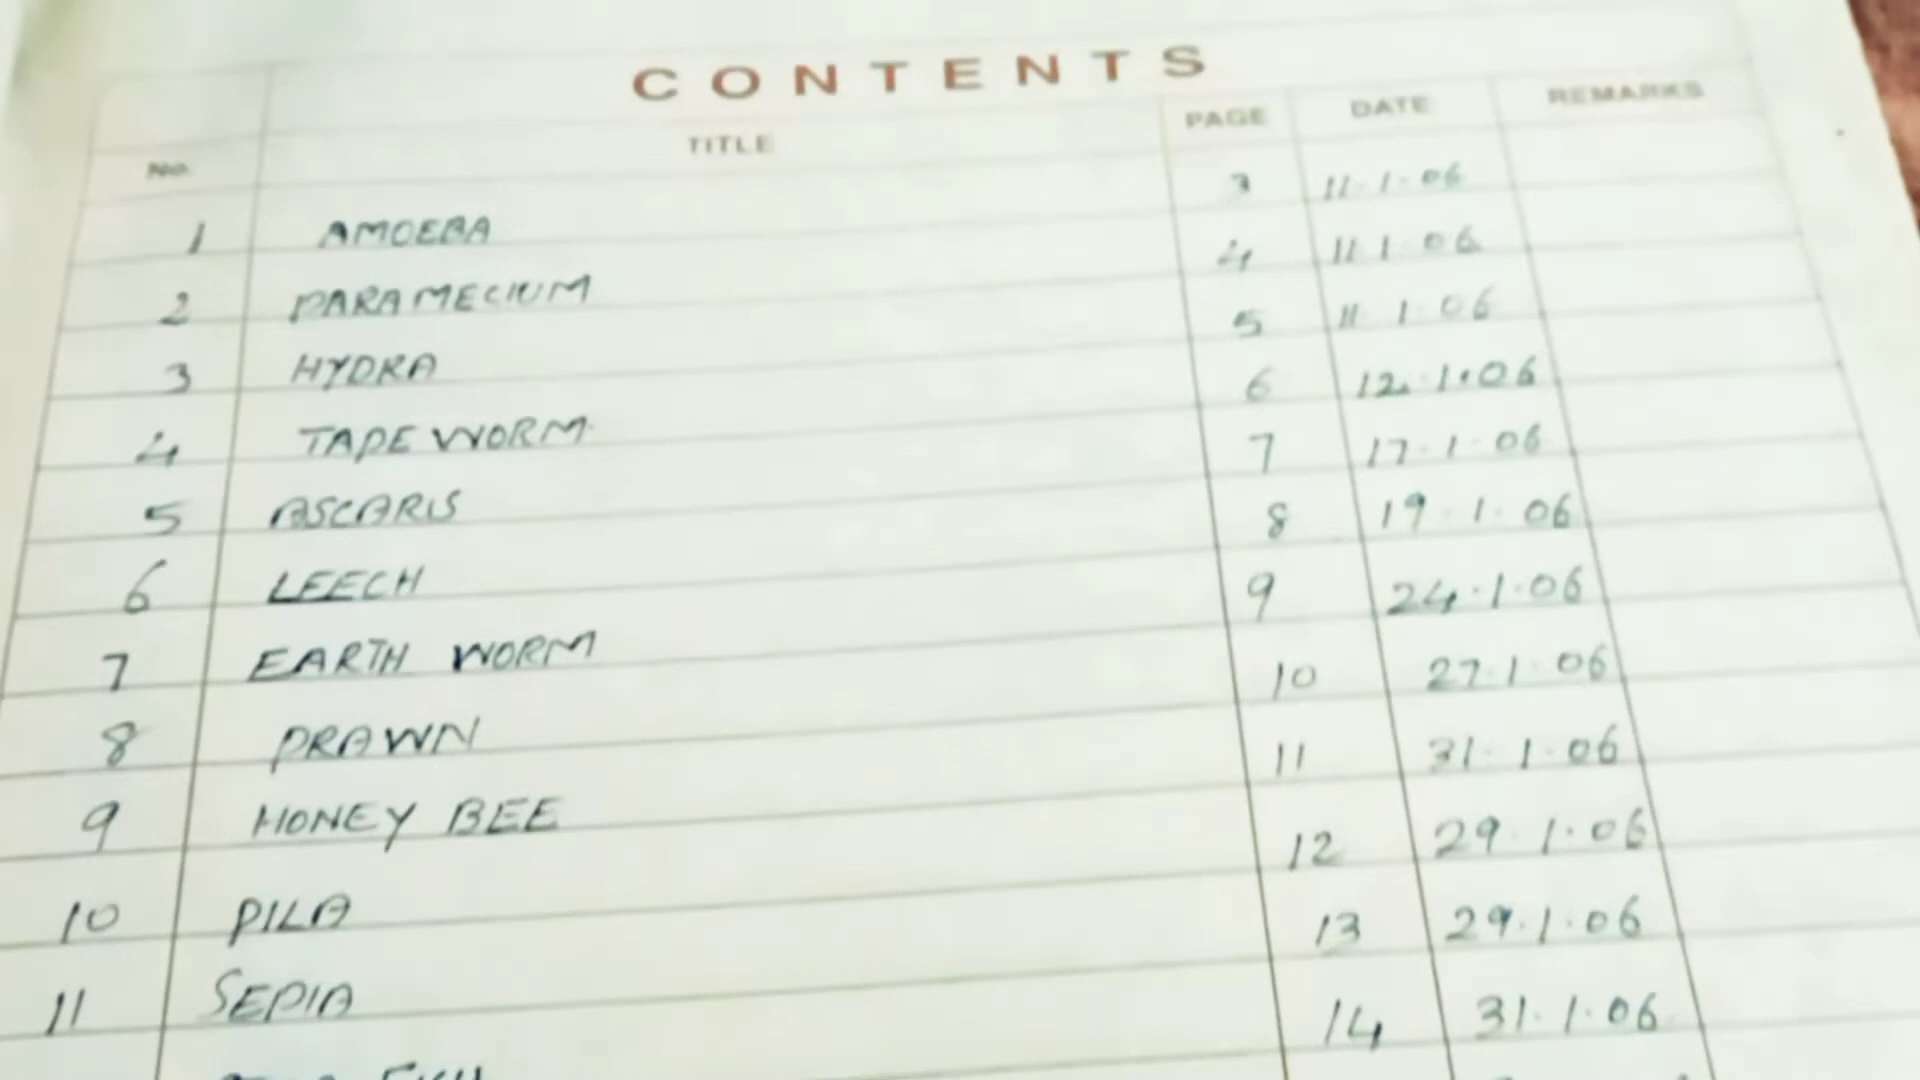 CONTENTS
No. TITLE PAGE DATE REMARKS
1 AMOEBA 3 11.1.06
2 PARAMECIUM 4 11.1.06
3 HYDRA 5 11.1.06
4 TAPE WORM 6 12.1.06
5 ASCARIS 7 17.1.06
6 LEECH 8 19.1.06
7 EARTH WORM 9 24.1.06
8 PRAWN 10 27.1.06
9 HONEY BEE 11 31.1.06
10 PILA 12 29.1.06
11 SEPIA 13 29.1.06
14 31.1.06